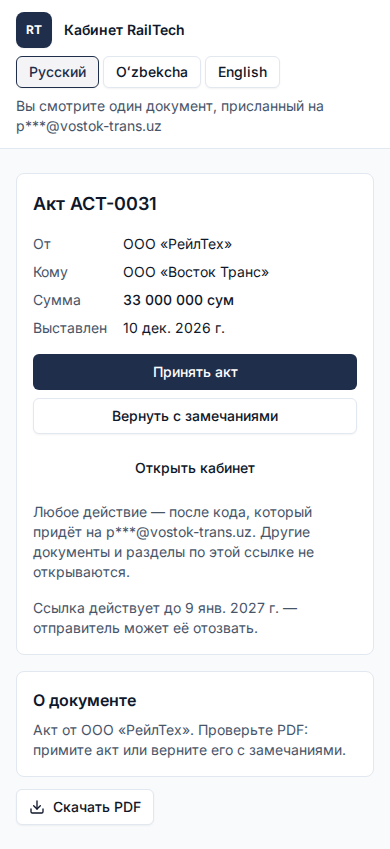 RT
Кабинет RailTech
Русский
Oʻzbekcha
English
Вы смотрите один документ, присланный на
p***@vostok-trans.uz
Акт ACT-0031
От ООО «РейлТех»
Кому ООО «Восток Транс»
Сумма 33 000 000 сум
Выставлен 10 дек. 2026 г.
Принять акт
Вернуть с замечаниями
Открыть кабинет
Любое действие — после кода, который
придёт на p***@vostok-trans.uz. Другие
документы и разделы по этой ссылке не
открываются.
Ссылка действует до 9 янв. 2027 г. —
отправитель может её отозвать.
О документе
Акт от ООО «РейлТех». Проверьте PDF:
примите акт или верните его с замечаниями.
Скачать PDF